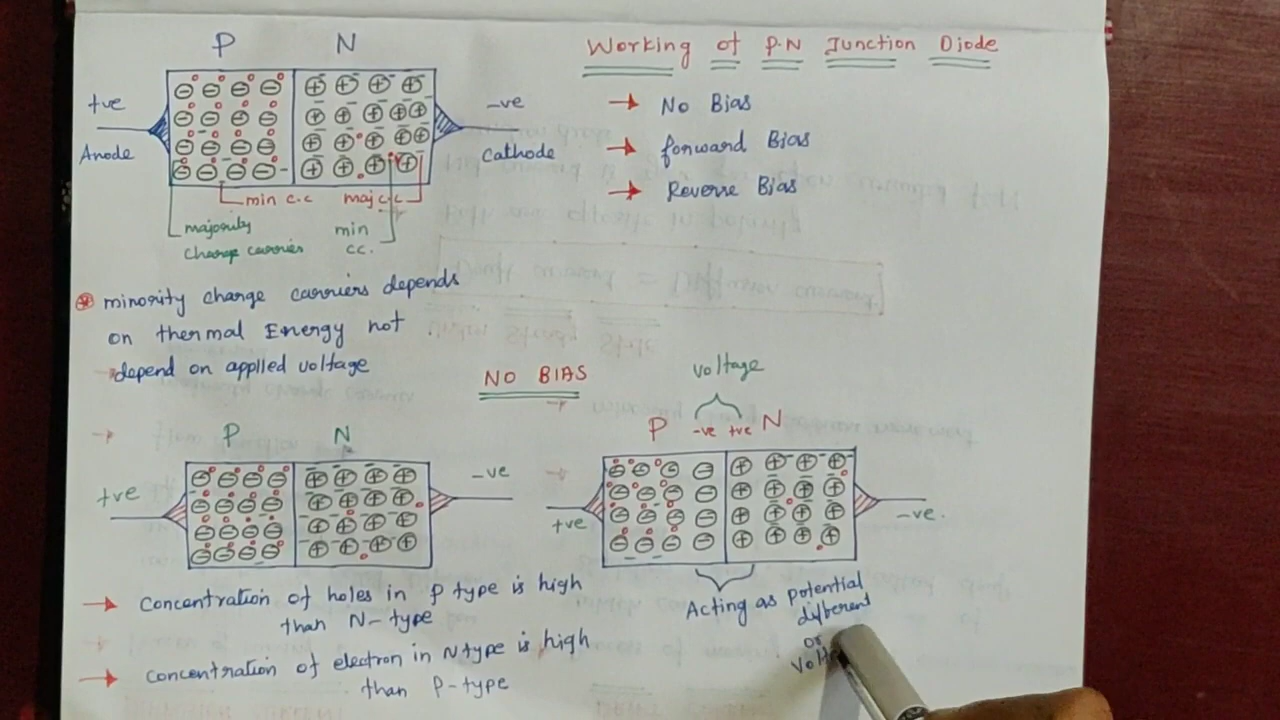 P N
Working of P-N Junction Diode
+ve
Anode
-ve
Cathode
→ No Bias
→ forward Bias
→ Reverse Bias
min c.c maj c.c
majority
charge carrier
min
cc.
minority charge carriers depends
on thermal Energy not
depend on applied voltage
NO BIAS
voltage
P N
+ve
-ve
P -ve +ve N
+ve
-ve.
→ Concentration of holes in p type is high
than N-type
→ concentration of electron in N type is high
than P-type
Acting as potential
different
or